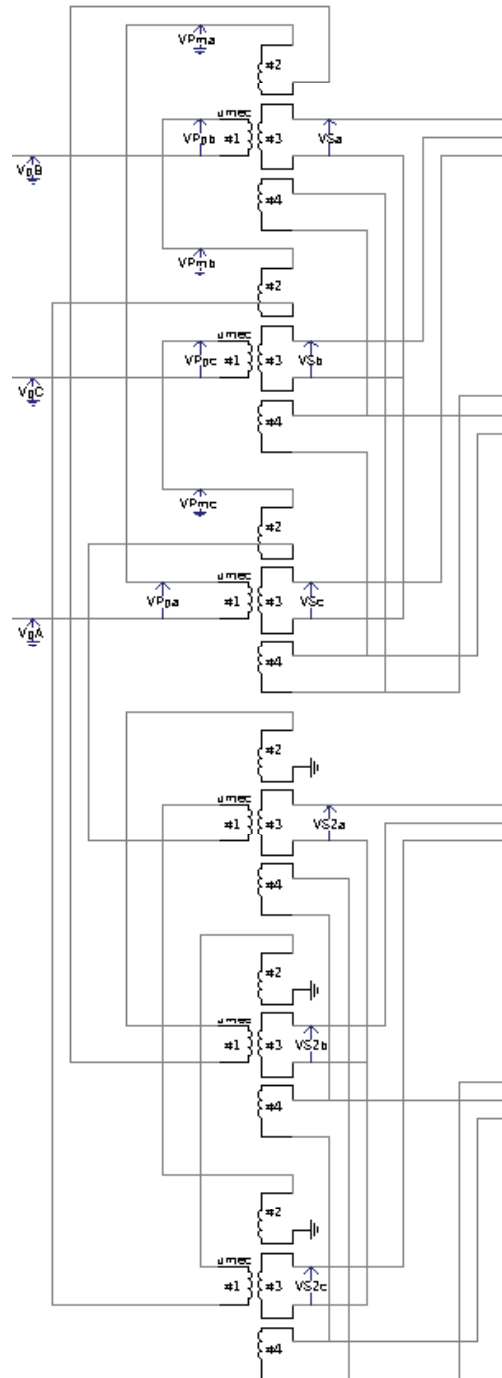 VPma
#2
umec
VPpb
#1
#3
VSa
VgB
#4
VPmb
#2
umec
VPpc
#1
#3
VSb
VgC
#4
VPmc
#2
umec
VPpa
#1
#3
VSc
VgA
#4
#2
umec
#1
#3
VS2a
#4
#2
umec
#1
#3
VS2b
#4
#2
umec
#1
#3
VS2c
#4